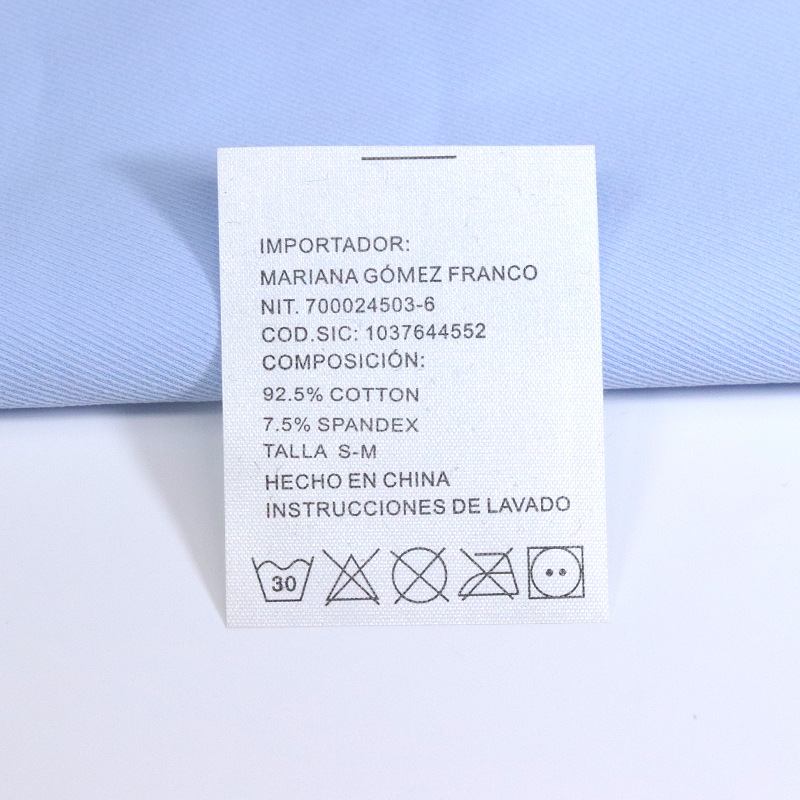 IMPORTADOR:
MARIANA GÓMEZ FRANCO
NIT. 700024503-6
COD.SIC: 1037644552
COMPOSICIÓN:
92.5% COTTON
7.5% SPANDEX
TALLA S-M
HECHO EN CHINA
INSTRUCCIONES DE LAVADO
30